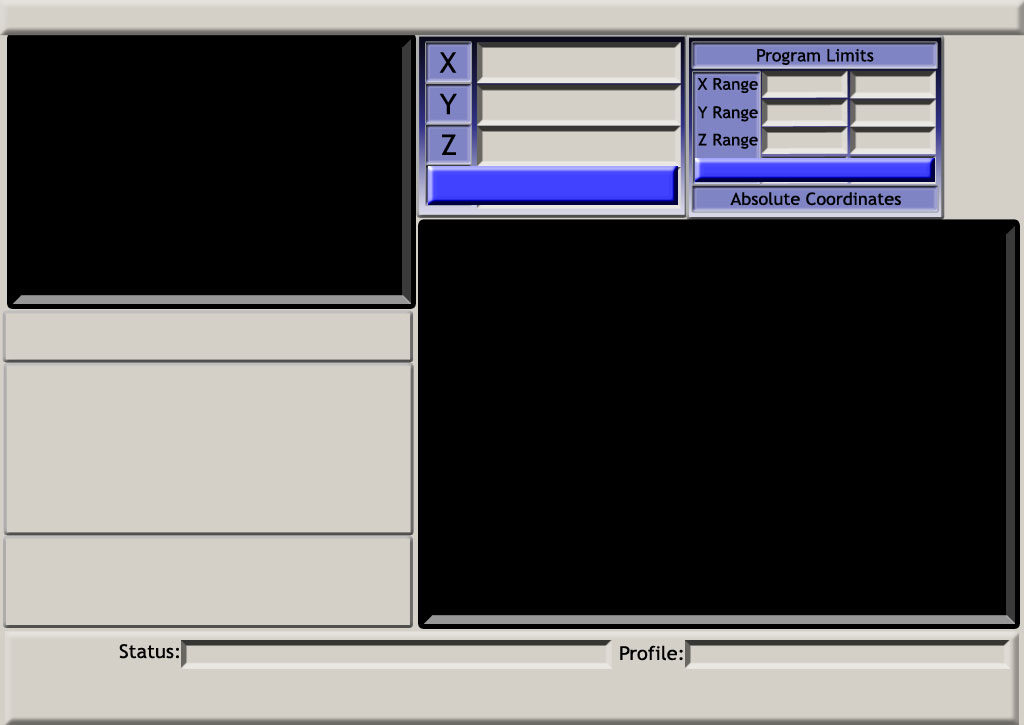 X
Y
Z
Program Limits
X Range
Y Range
Z Range
Absolute Coordinates
Status:
Profile: